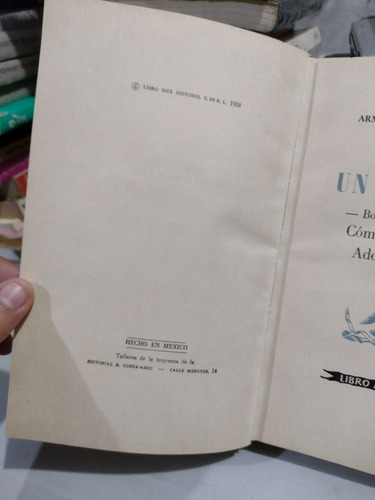 © LIBRO MEX EDITORES, S. DE R. L. 1958
HECHO EN MEXICO
Talleres de la imprenta de la
EDITORIAL B. COSTA-AMIC — CALLE MESONES, 14
UN
— Bo
Cóm
Ado
LIBRO